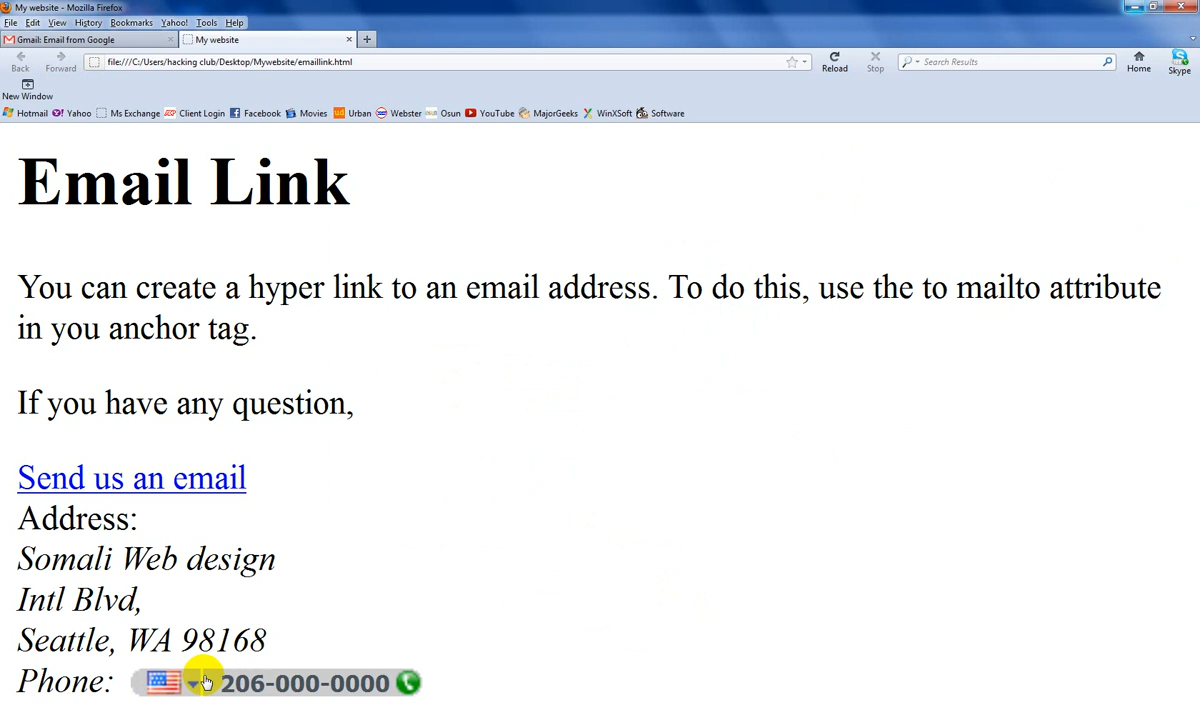 My website - Mozilla Firefox
File Edit View History Bookmarks Yahoo! Tools Help
Gmail: Email from Google My website
Back Forward file:///C:/Users/hacking club/Desktop/Mywebsite/emaillink.html Reload Stop Search Results Home Skype
New Window
Hotmail Yahoo Ms Exchange Client Login Facebook Movies Urban Webster Osun YouTube MajorGeeks WinXSoft Software
Email Link
You can create a hyper link to an email address. To do this, use the to mailto attribute
in you anchor tag.
If you have any question,
Send us an email
Address:
Somali Web design
Intl Blvd,
Seattle, WA 98168
Phone: 206-000-0000